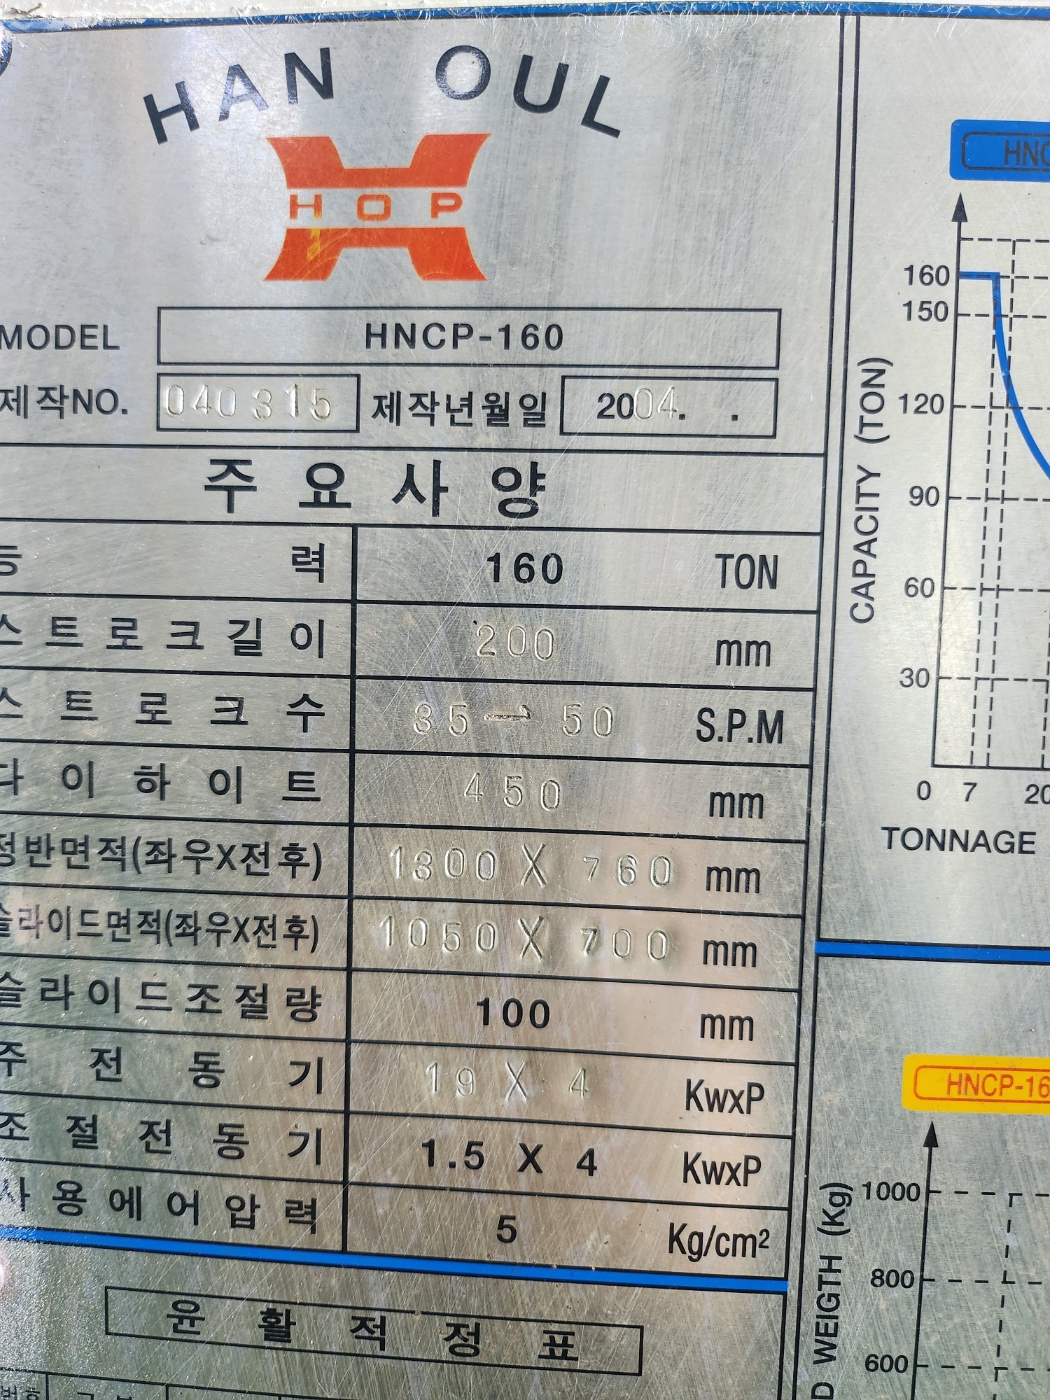 HAN OUL
HOP
MODEL HNCP-160
제작NO. 040315 제작년월일 2004. .
주요사양
능력 160 TON
스트로크길이 200 mm
스트로크수 35 ⇀ 50 S.P.M
다이하이트 450 mm
정반면적(좌우X전후) 1300 X 760 mm
슬라이드면적(좌우X전후) 1050 X 700 mm
슬라이드조절량 100 mm
주전동기 19 X 4 KwxP
조절전동기 1.5 X 4 KwxP
사용에어압력 5 Kg/cm²
윤활적정표
HNC
CAPACITY (TON)
160
150
120
90
60
30
0 7 20
TONNAGE
HNCP-16
D WEIGTH (Kg)
1000
800
600